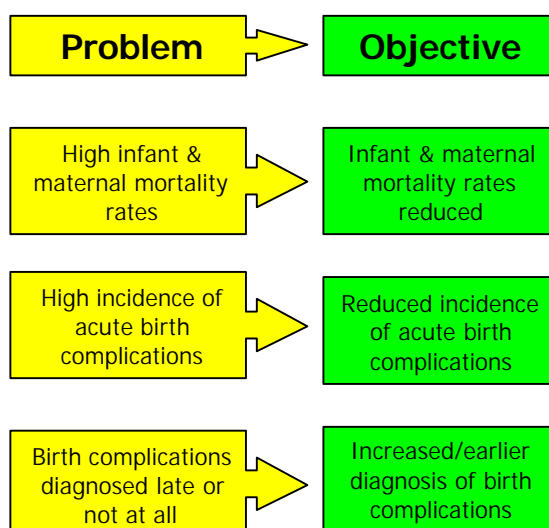 Problem
Objective
High infant &
maternal mortality
rates
Infant & maternal
mortality rates
reduced
High incidence of
acute birth
complications
Reduced incidence
of acute birth
complications
Birth complications
diagnosed late or
not at all
Increased/earlier
diagnosis of birth
complications